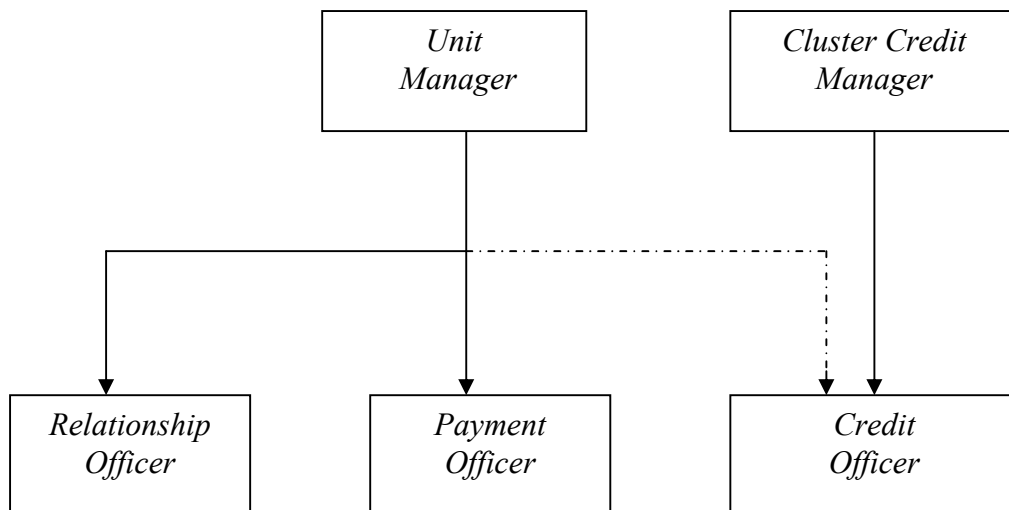 Unit
Manager
Cluster Credit
Manager
Relationship
Officer
Payment
Officer
Credit
Officer